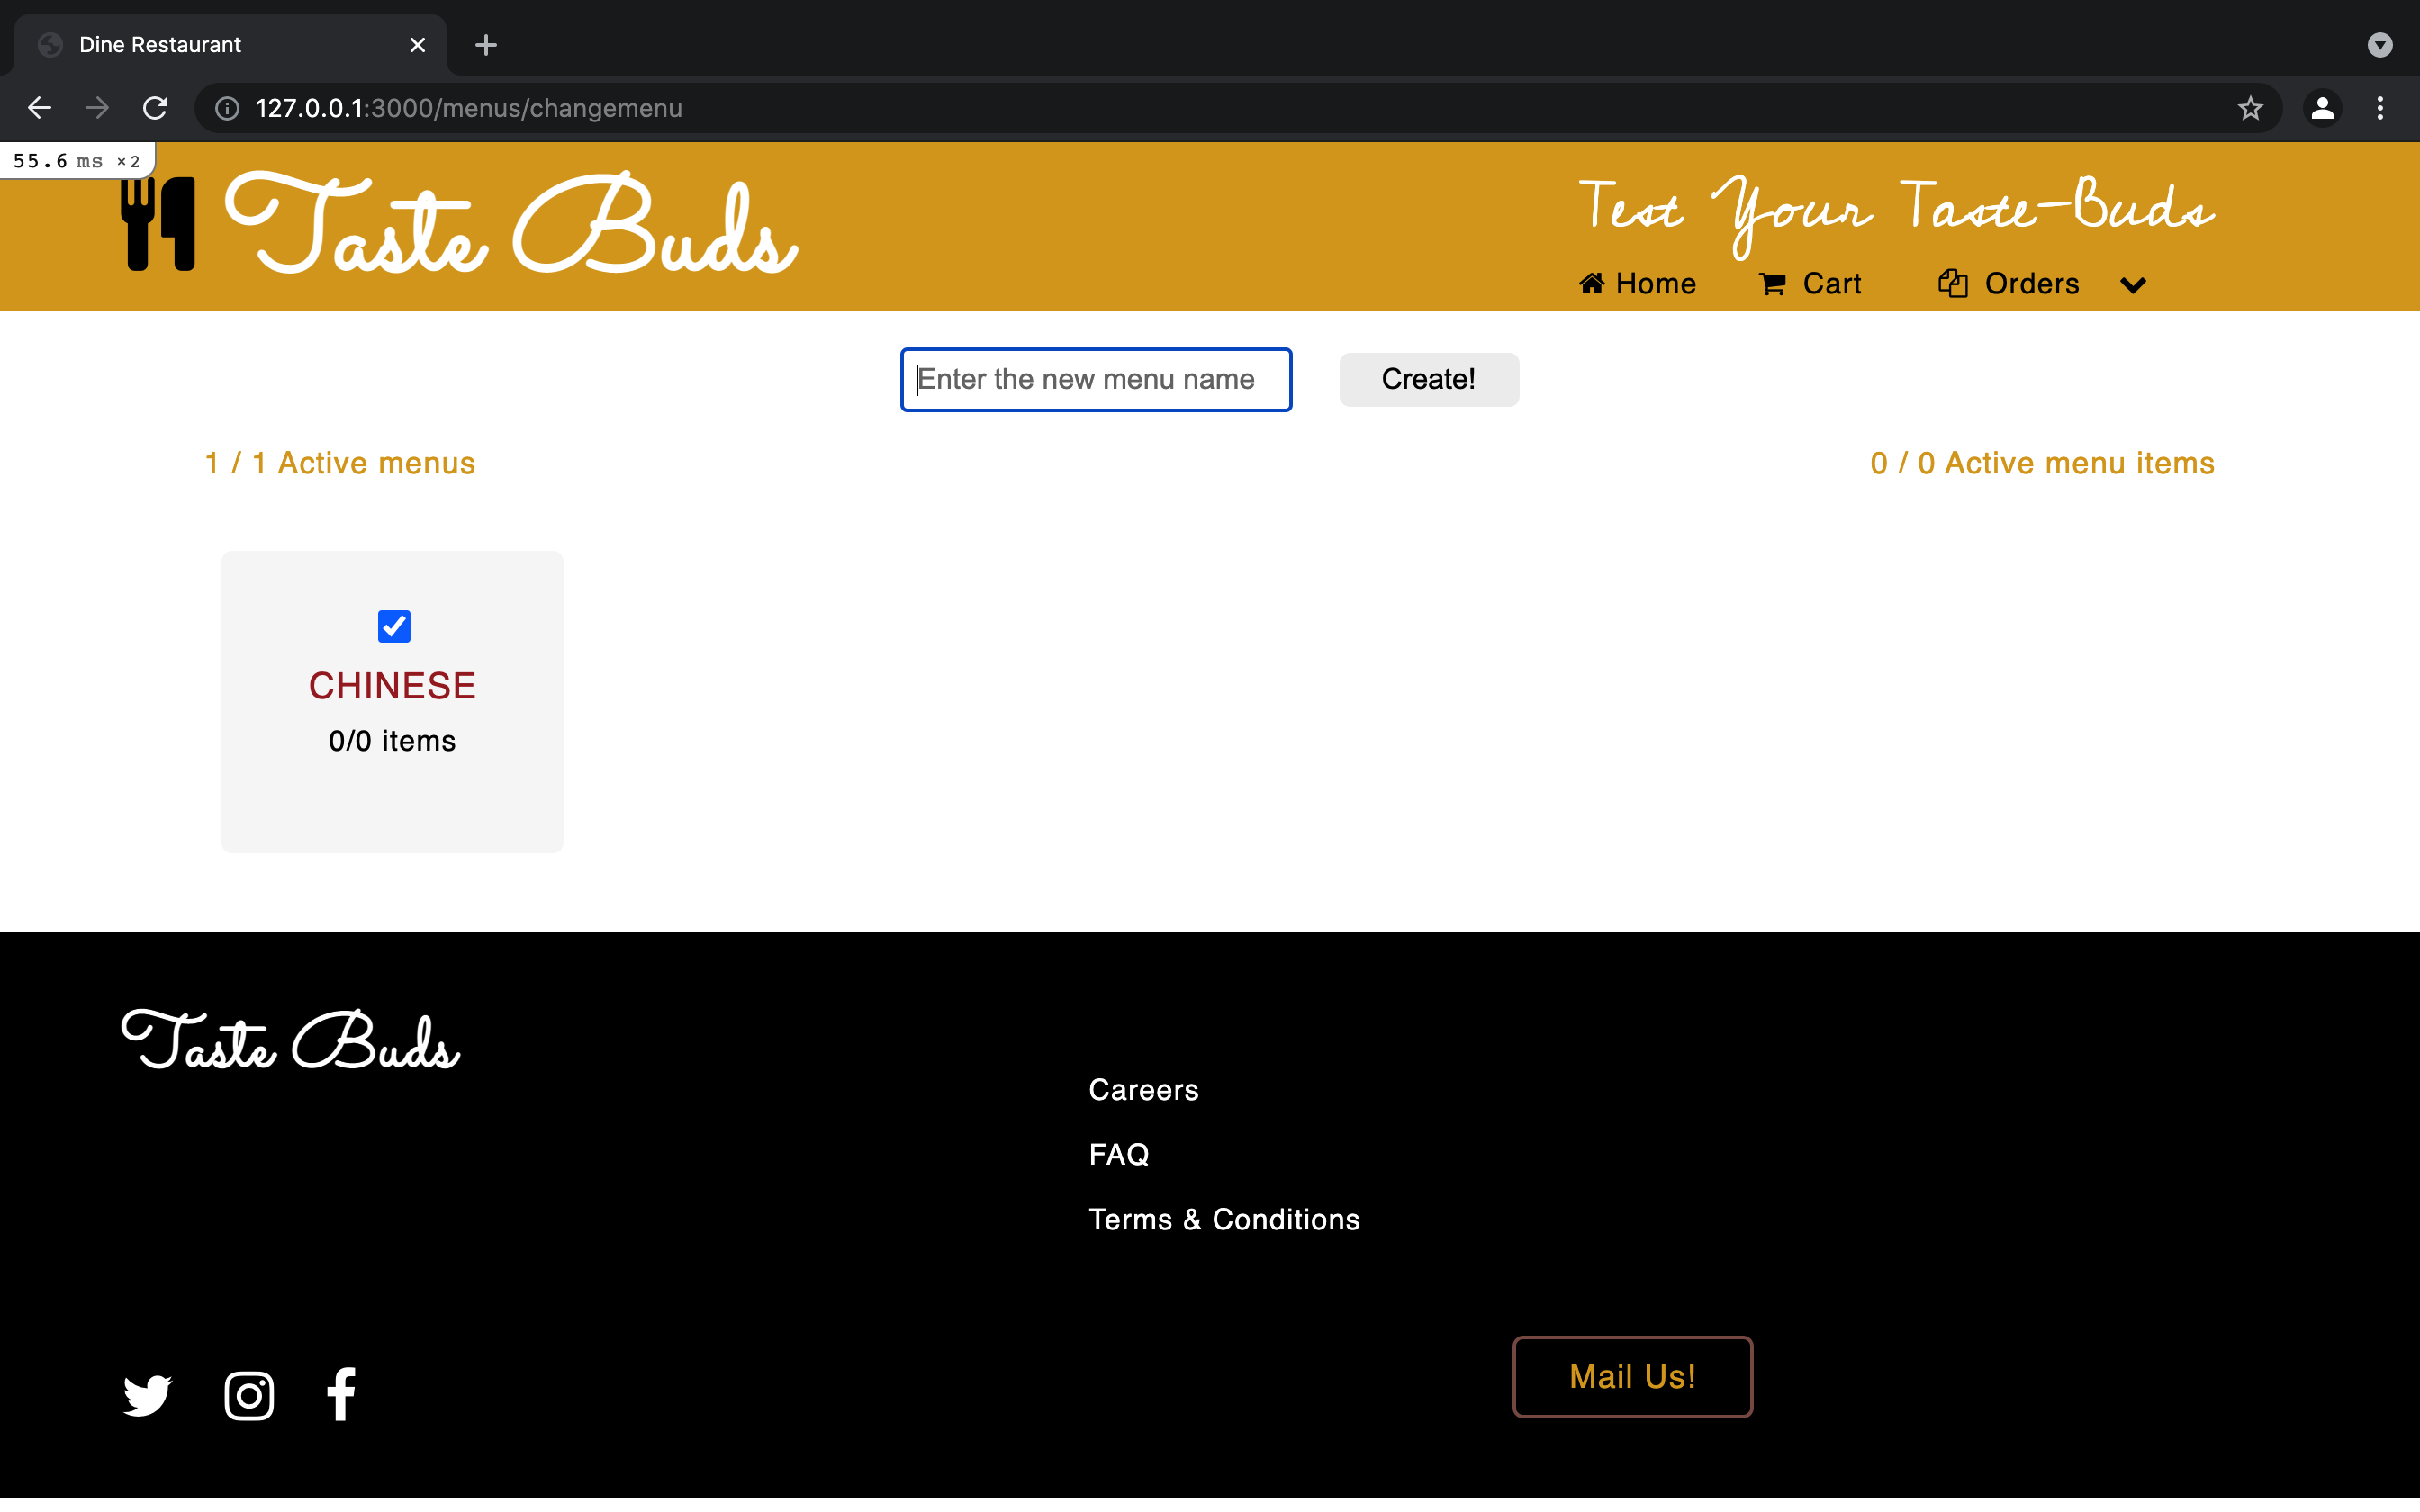 Dine Restaurant
127.0.0.1:3000/menus/changemenu
55.6 ms ×2
Taste Buds
Test Your Taste-Buds
Home Cart Orders
Enter the new menu name Create!
1 / 1 Active menus 0 / 0 Active menu items
CHINESE
0/0 items
Taste Buds
Careers
FAQ
Terms & Conditions
Mail Us!